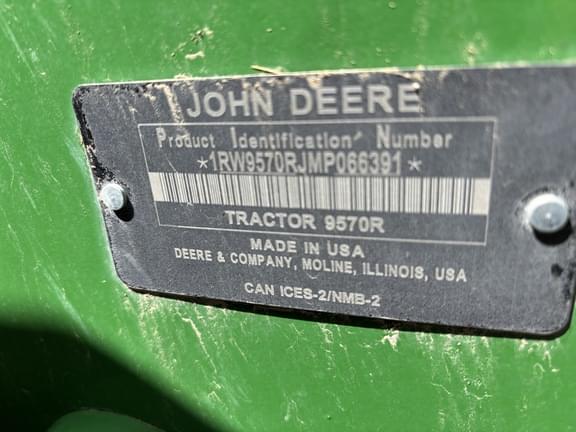 JOHN DEERE
Product Identification Number
*1RW9570RJMP066391*
TRACTOR 9570R
MADE IN USA
DEERE & COMPANY, MOLINE, ILLINOIS, USA
CAN ICES-2/NMB-2